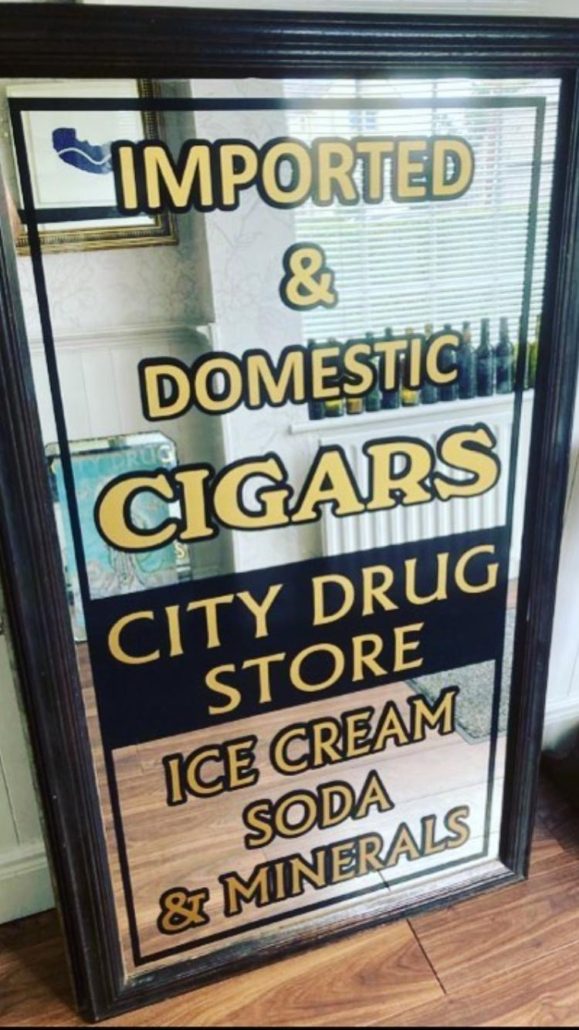 IMPORTED
&
DOMESTIC
CIGARS
CITY DRUG
STORE
ICE CREAM
SODA
& MINERALS